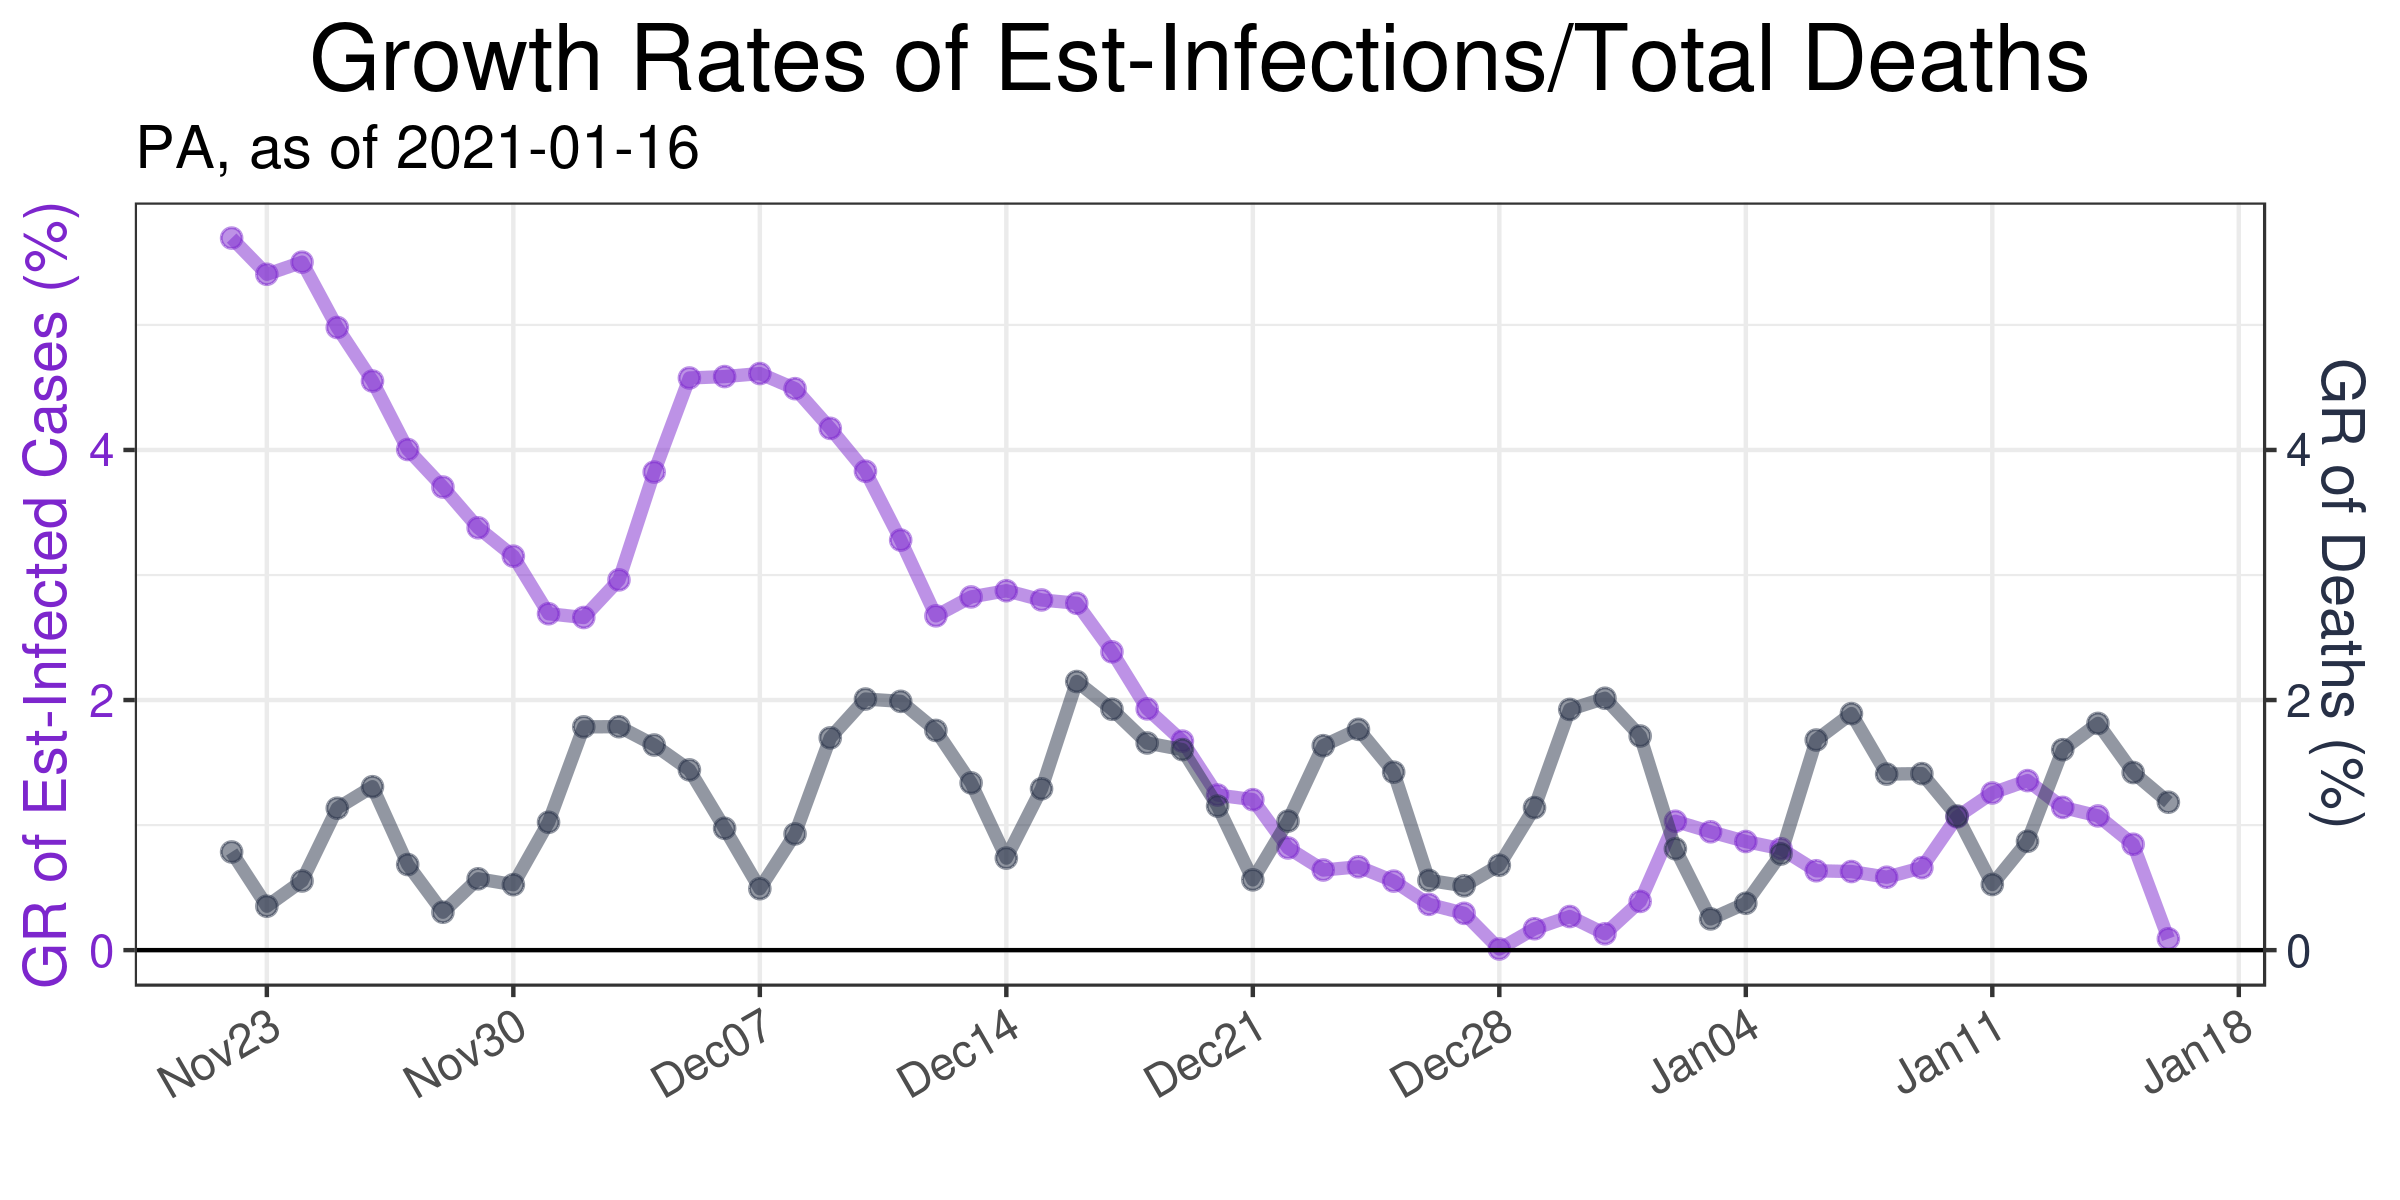 Growth Rates of Est-Infections/Total Deaths
PA, as of 2021-01-16
GR of Est-Infected Cases (%)
4
2
0
4
2
0
GR of Deaths (%)
Nov23
Nov30
Dec07
Dec14
Dec21
Dec28
Jan04
Jan11
Jan18